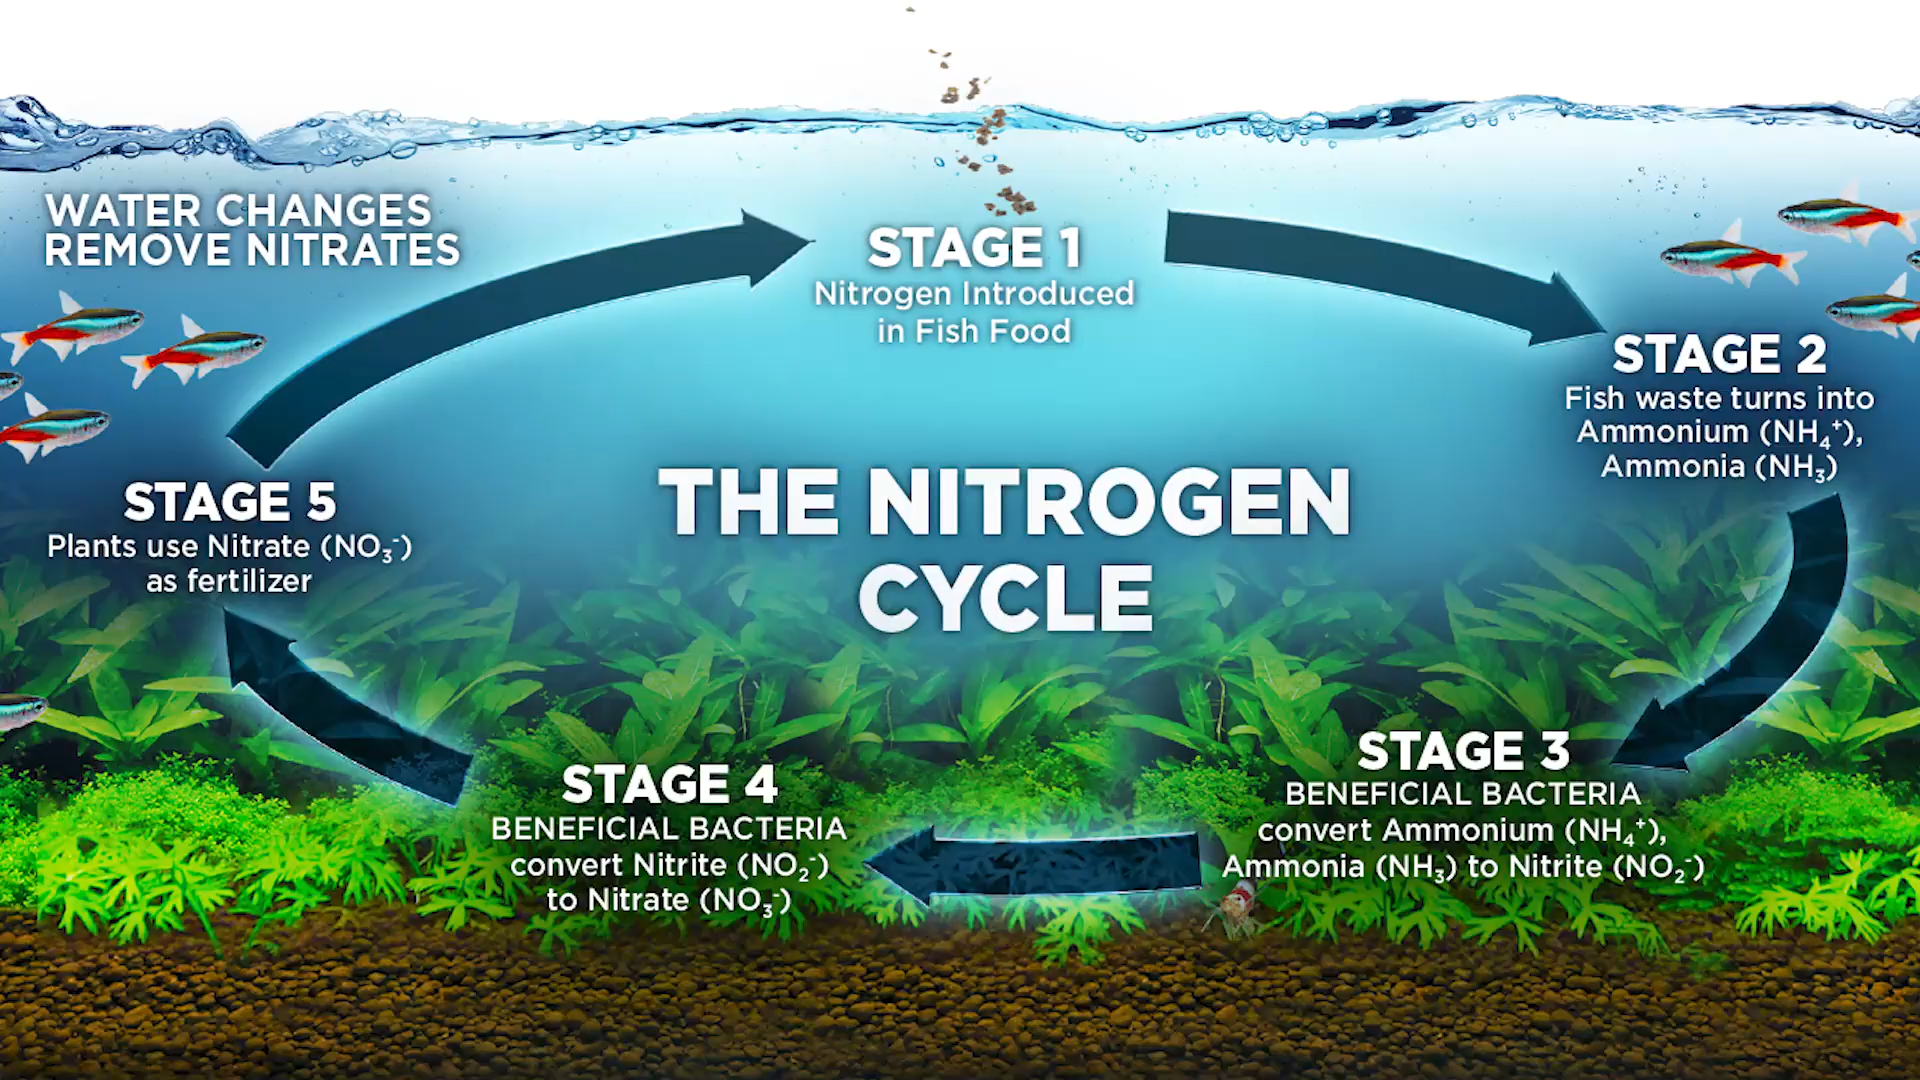 WATER CHANGES
REMOVE NITRATES
STAGE 1
Nitrogen Introduced
in Fish Food
STAGE 2
Fish waste turns into
Ammonium (NH₄⁺),
Ammonia (NH₃)
THE NITROGEN
CYCLE
STAGE 5
Plants use Nitrate (NO₃⁻)
as fertilizer
STAGE 3
BENEFICIAL BACTERIA
convert Ammonium (NH₄⁺),
Ammonia (NH₃) to Nitrite (NO₂⁻)
STAGE 4
BENEFICIAL BACTERIA
convert Nitrite (NO₂⁻)
to Nitrate (NO₃⁻)